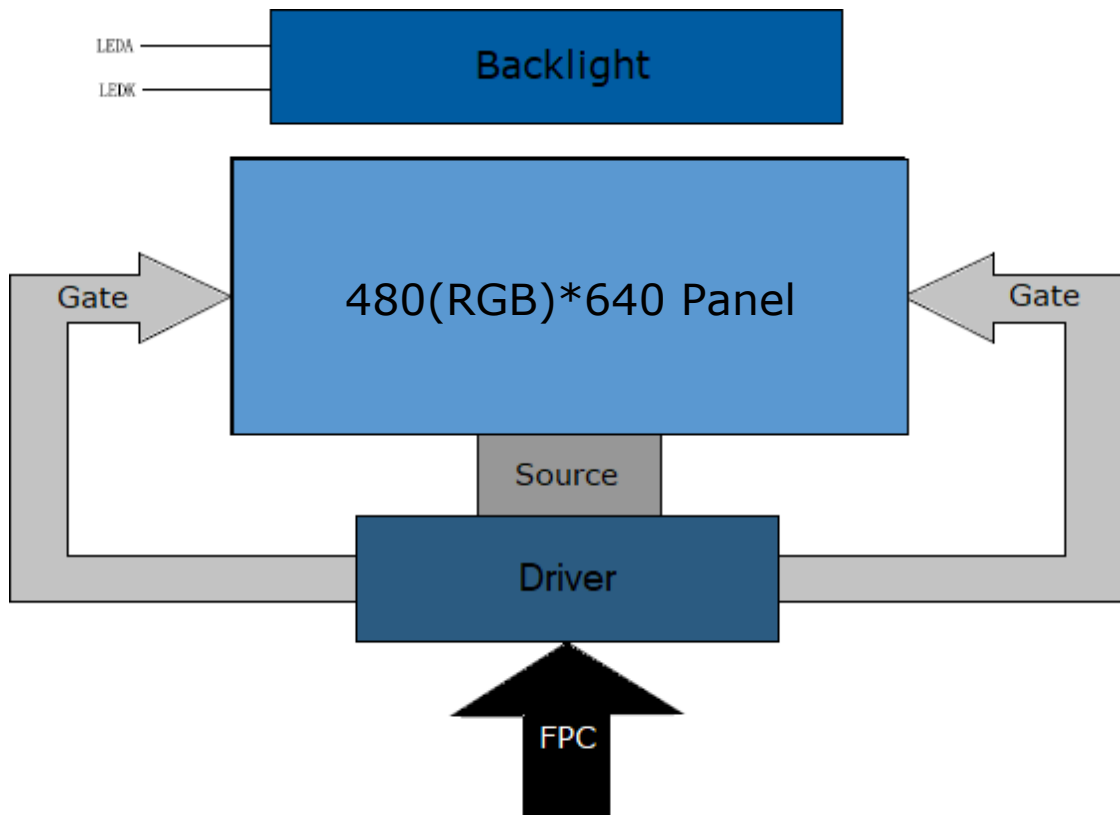 LEDA
Backlight
LEDK
480(RGB)*640 Panel
Gate
Gate
Source
Driver
FPC